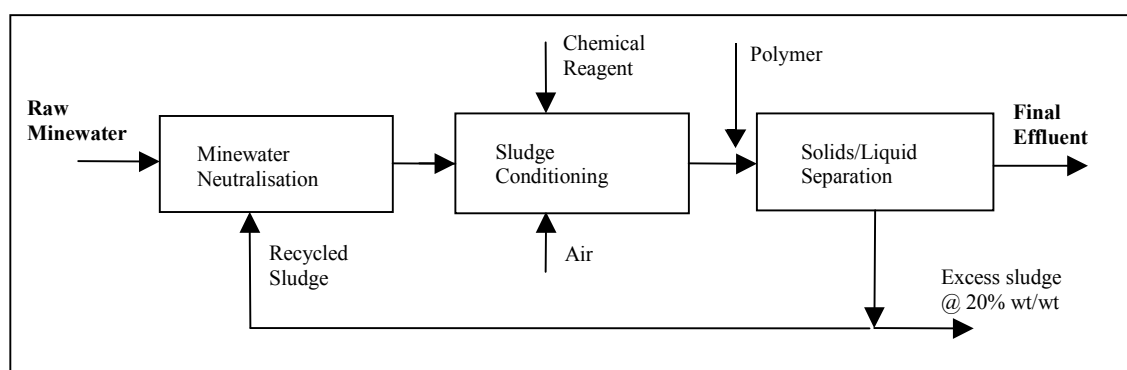 Chemical
Reagent
Polymer
Raw
Minewater
Minewater
Neutralisation
Sludge
Conditioning
Solids/Liquid
Separation
Final
Effluent
Recycled
Sludge
Air
Excess sludge
@ 20% wt/wt